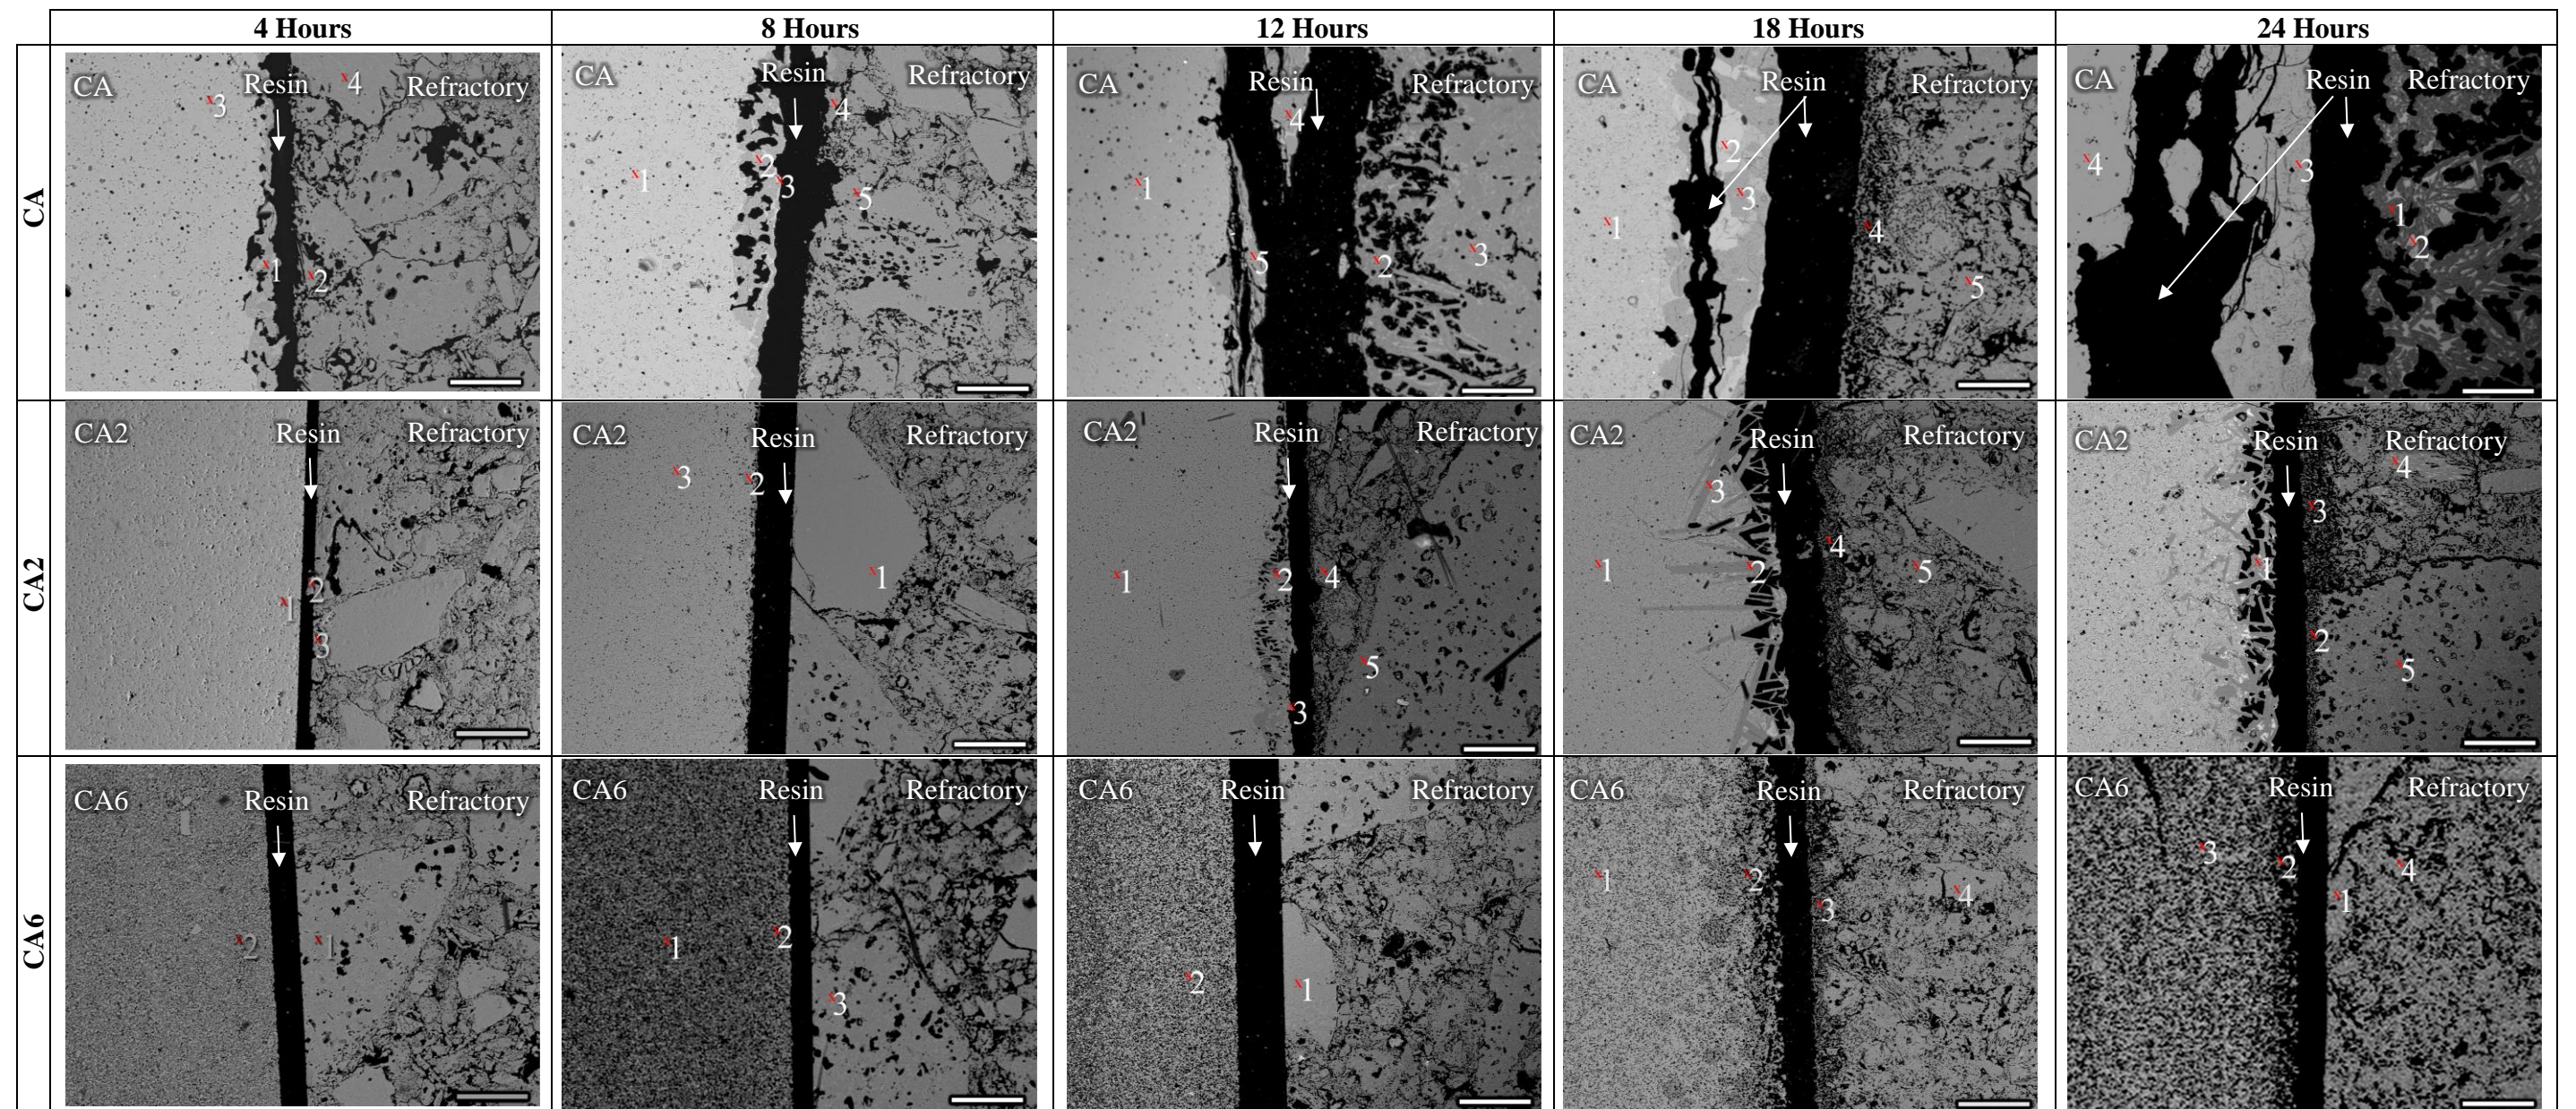 4 Hours 8 Hours 12 Hours 18 Hours 24 Hours
CA
CA Resin Refractory
3 4 1 2
CA Resin Refractory
4 1 2 3 5
CA Resin Refractory
4 1 5 2 3
CA Resin Refractory
2 3 1 4 5
CA Resin Refractory
4 3 1 2
CA2
CA2 Resin Refractory
2 1 3
CA2 Resin Refractory
3 2 1
CA2 Resin Refractory
1 2 4 5 3
CA2 Resin Refractory
3 4 1 2 5
CA2 Resin Refractory
4 3 1 2 5
CA6
CA6 Resin Refractory
2 1
CA6 Resin Refractory
1 2 3
CA6 Resin Refractory
2 1
CA6 Resin Refractory
1 2 4 3
CA6 Resin Refractory
3 2 4 1